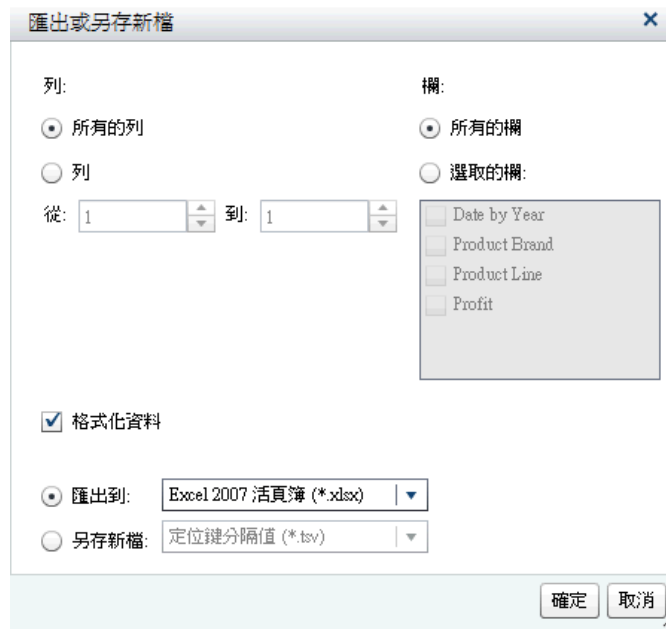 匯出或另存新檔
列:
欄:
所有的列
所有的欄
列
選取的欄:
從: 1 到: 1
Date by Year
Product Brand
Product Line
Profit
格式化資料
匯出到: Excel 2007 活頁簿 (*.xlsx)
另存新檔: 定位鍵分隔值 (*.tsv)
確定 取消